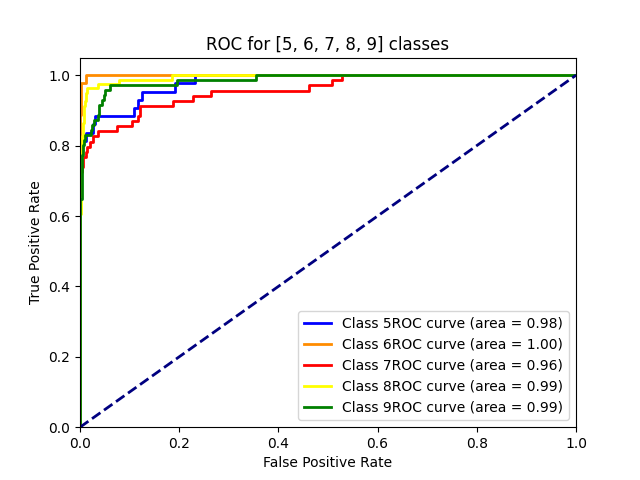 ROC for [5, 6, 7, 8, 9] classes
1.0
0.8
0.6
0.4
0.2
0.0
True Positive Rate
Class 5ROC curve (area = 0.98)
Class 6ROC curve (area = 1.00)
Class 7ROC curve (area = 0.96)
Class 8ROC curve (area = 0.99)
Class 9ROC curve (area = 0.99)
0.0 0.2 0.4 0.6 0.8 1.0
False Positive Rate